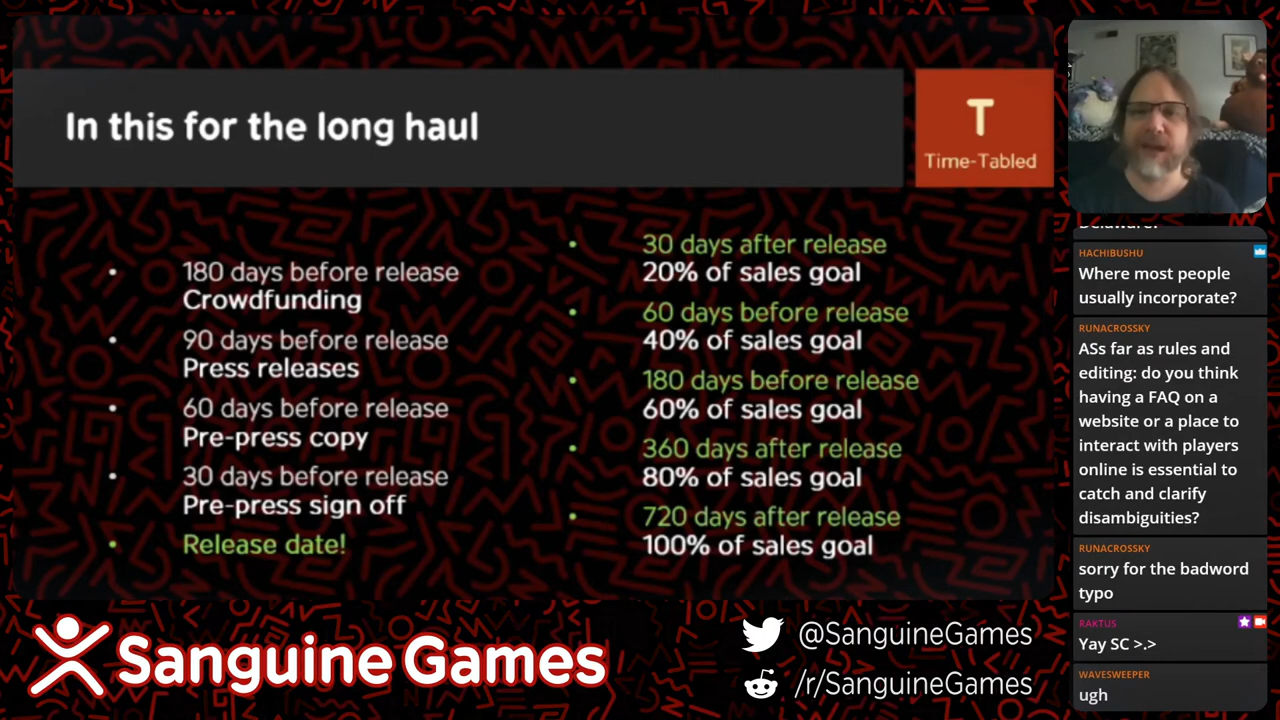 In this for the long haul
T
Time-Tabled
180 days before release
Crowdfunding
90 days before release
Press releases
60 days before release
Pre-press copy
30 days before release
Pre-press sign off
Release date!
30 days after release
20% of sales goal
60 days before release
40% of sales goal
180 days before release
60% of sales goal
360 days after release
80% of sales goal
720 days after release
100% of sales goal
Delaware?
HACHIBUSHU
Where most people
usually incorporate?
RUNACROSSKY
ASs far as rules and
editing: do you think
having a FAQ on a
website or a place to
interact with players
online is essential to
catch and clarify
disambiguities?
RUNACROSSKY
sorry for the badword
typo
RAKTUS
Yay SC >.>
WAVESWEEPER
ugh
Sanguine Games
@SanguineGames
/r/SanguineGames